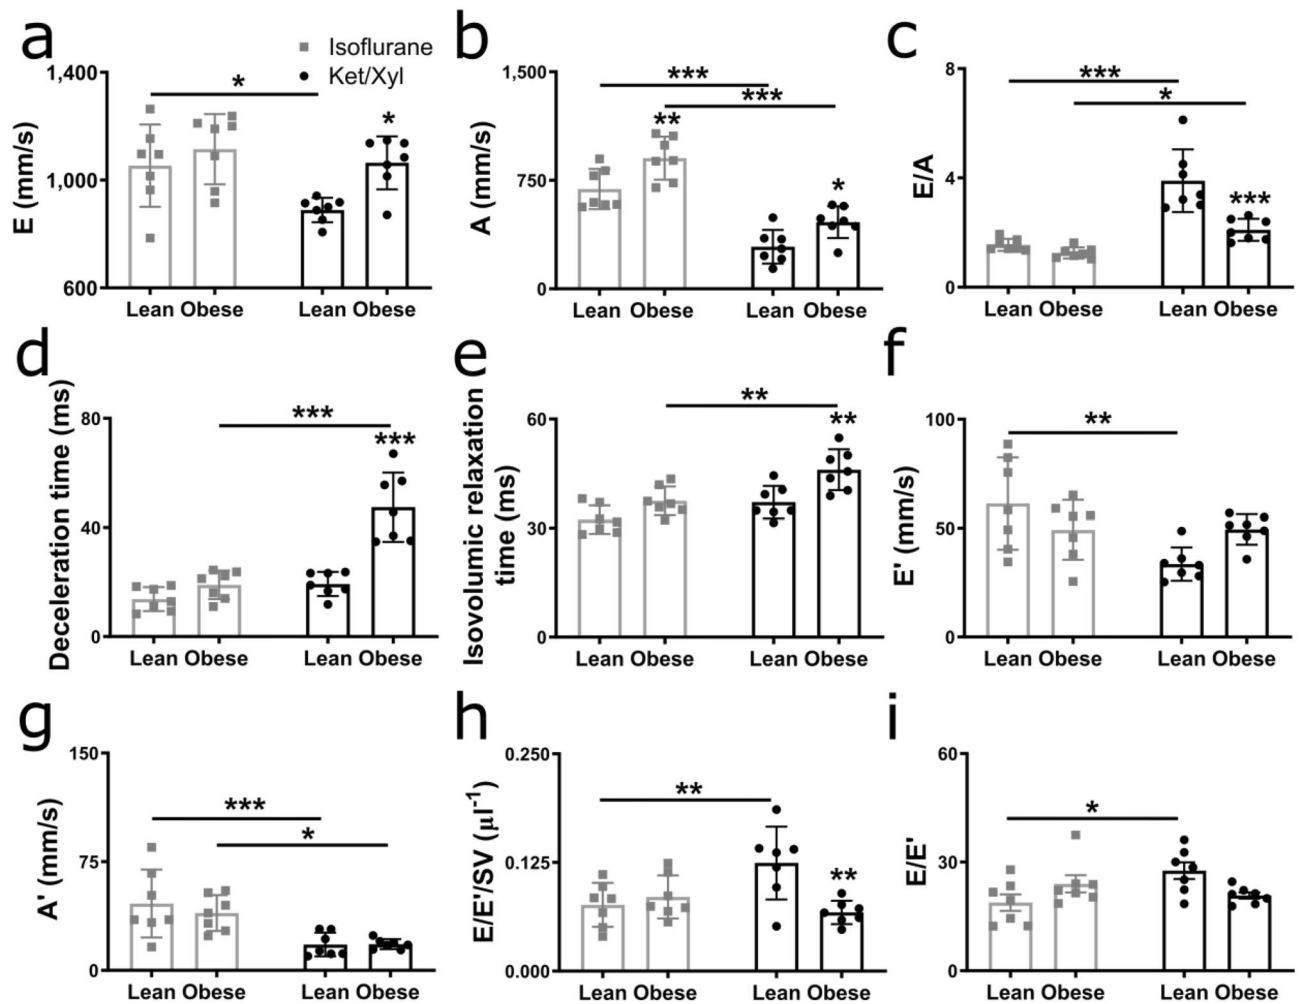 a
Isoflurane
Ket/Xyl
E (mm/s)
1,400
1,000
600
*
*
Lean Obese
Lean Obese
b
A (mm/s)
1,500
750
0
***
***
**
*
Lean Obese
Lean Obese
c
E/A
8
4
0
***
*
***
Lean Obese
Lean Obese
d
Deceleration time (ms)
80
40
0
***
***
Lean Obese
Lean Obese
e
Isovolumic relaxation
time (ms)
60
30
0
**
**
Lean Obese
Lean Obese
f
E' (mm/s)
100
50
0
**
Lean Obese
Lean Obese
g
A' (mm/s)
150
75
0
***
*
Lean Obese
Lean Obese
h
E/E'/SV (µl⁻¹)
0.250
0.125
0.000
**
**
Lean Obese
Lean Obese
i
E/E'
60
30
0
*
Lean Obese
Lean Obese